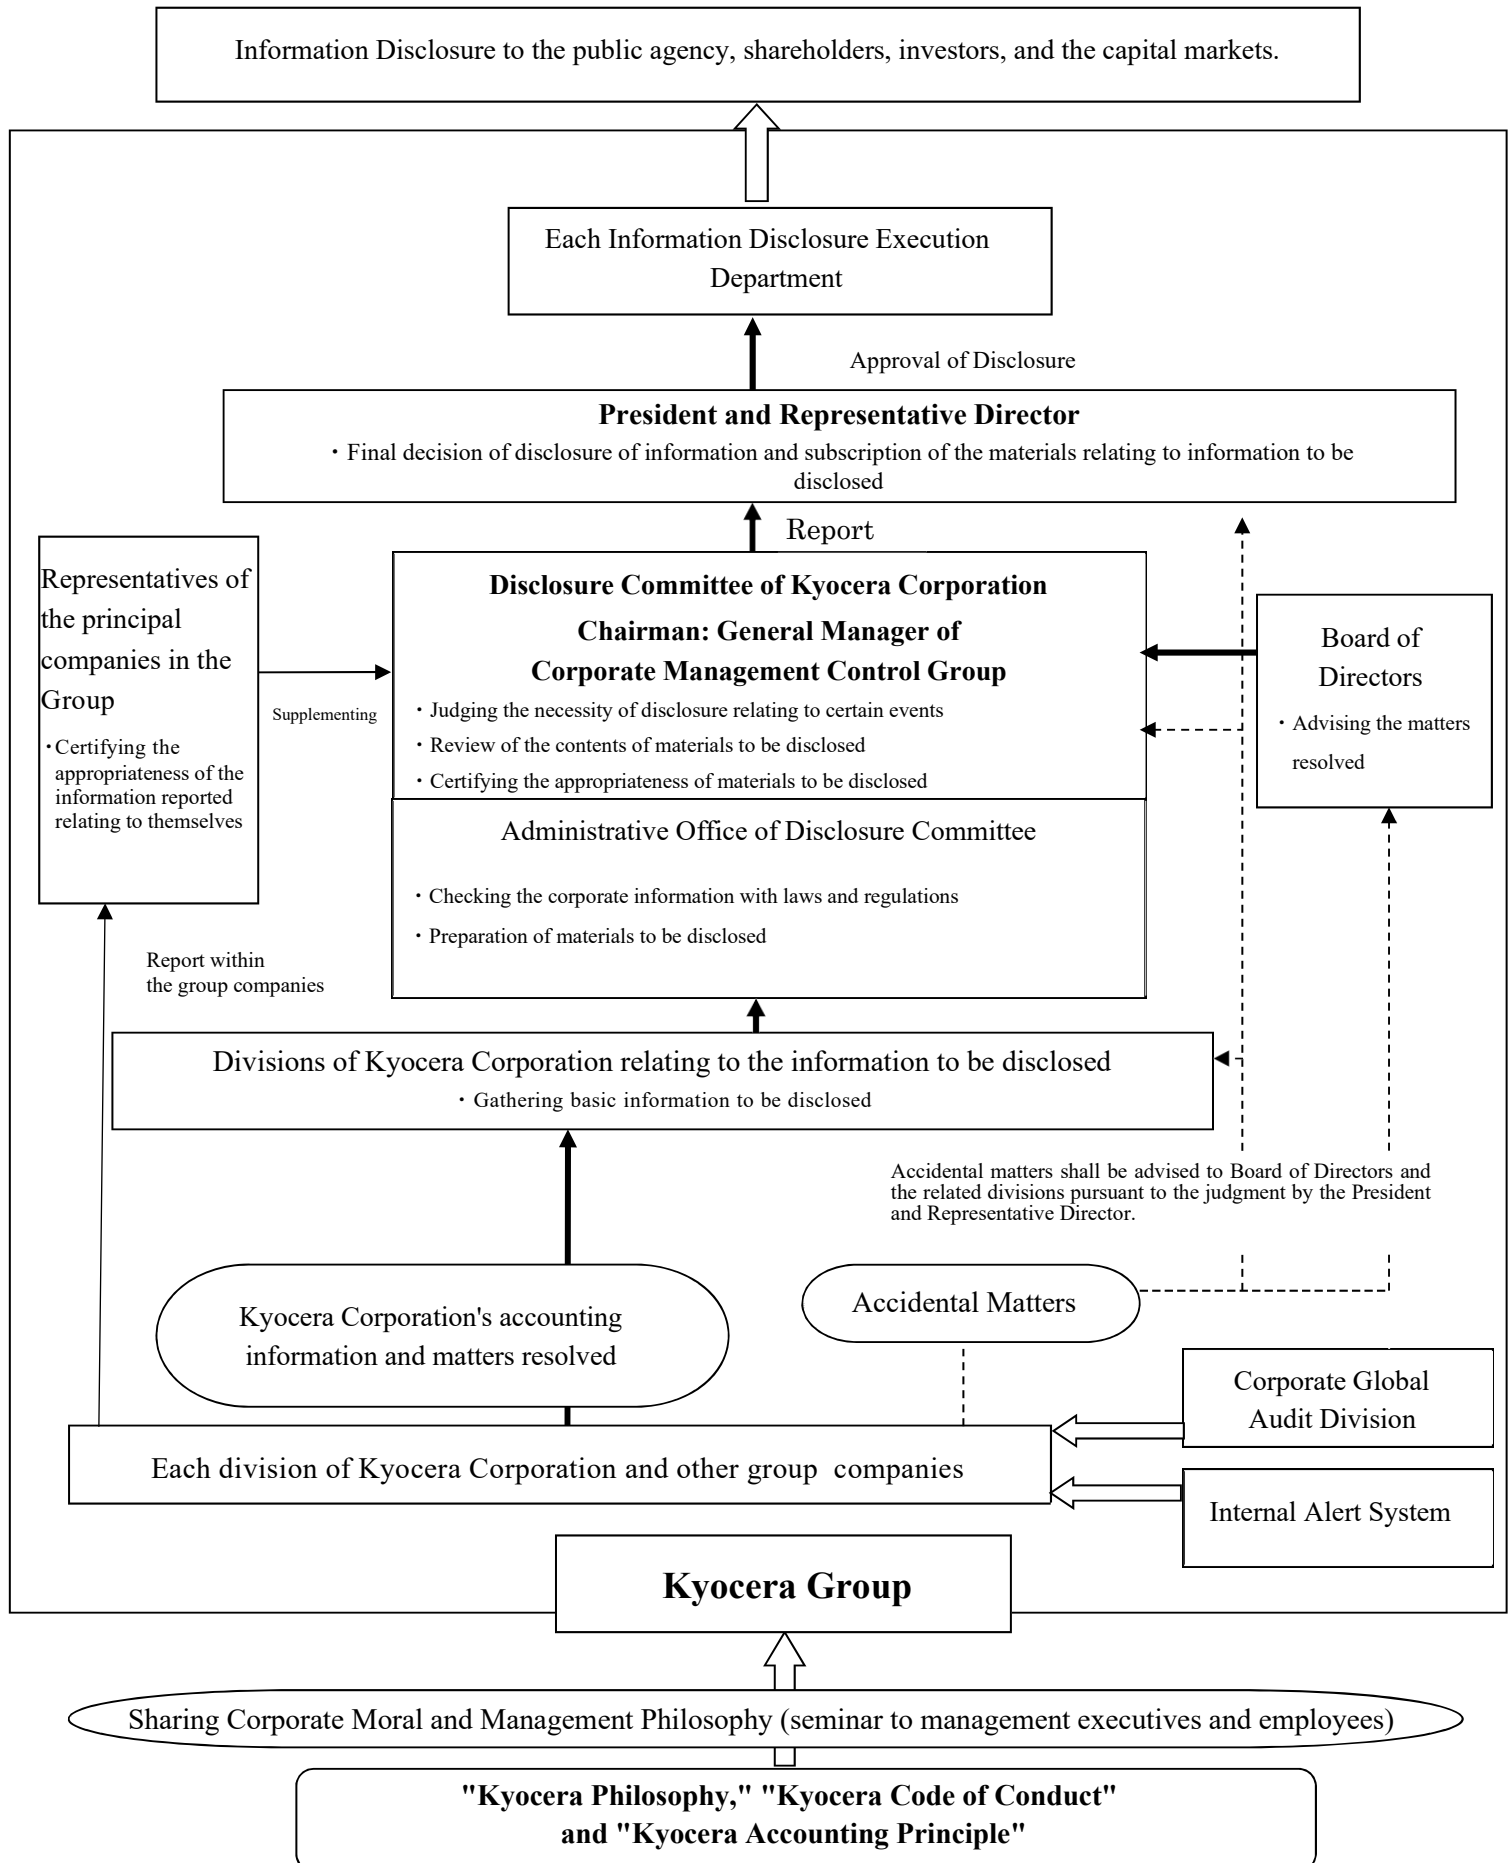 Information Disclosure to the public agency, shareholders, investors, and the capital markets.
Each Information Disclosure Execution
Department
Approval of Disclosure
President and Representative Director
・Final decision of disclosure of information and subscription of the materials relating to information to be
disclosed
Report
Representatives of
the principal
companies in the
Group
・Certifying the
appropriateness of the
information reported
relating to themselves
Supplementing
Disclosure Committee of Kyocera Corporation
Chairman: General Manager of
Corporate Management Control Group
・Judging the necessity of disclosure relating to certain events
・Review of the contents of materials to be disclosed
・Certifying the appropriateness of materials to be disclosed
Board of
Directors
・Advising the matters
resolved
Administrative Office of Disclosure Committee
・Checking the corporate information with laws and regulations
・Preparation of materials to be disclosed
Report within
the group companies
Divisions of Kyocera Corporation relating to the information to be disclosed
・Gathering basic information to be disclosed
Accidental matters shall be advised to Board of Directors and
the related divisions pursuant to the judgment by the President
and Representative Director.
Kyocera Corporation's accounting
information and matters resolved
Accidental Matters
Corporate Global
Audit Division
Each division of Kyocera Corporation and other group companies
Internal Alert System
Kyocera Group
Sharing Corporate Moral and Management Philosophy (seminar to management executives and employees)
"Kyocera Philosophy," "Kyocera Code of Conduct"
and "Kyocera Accounting Principle"